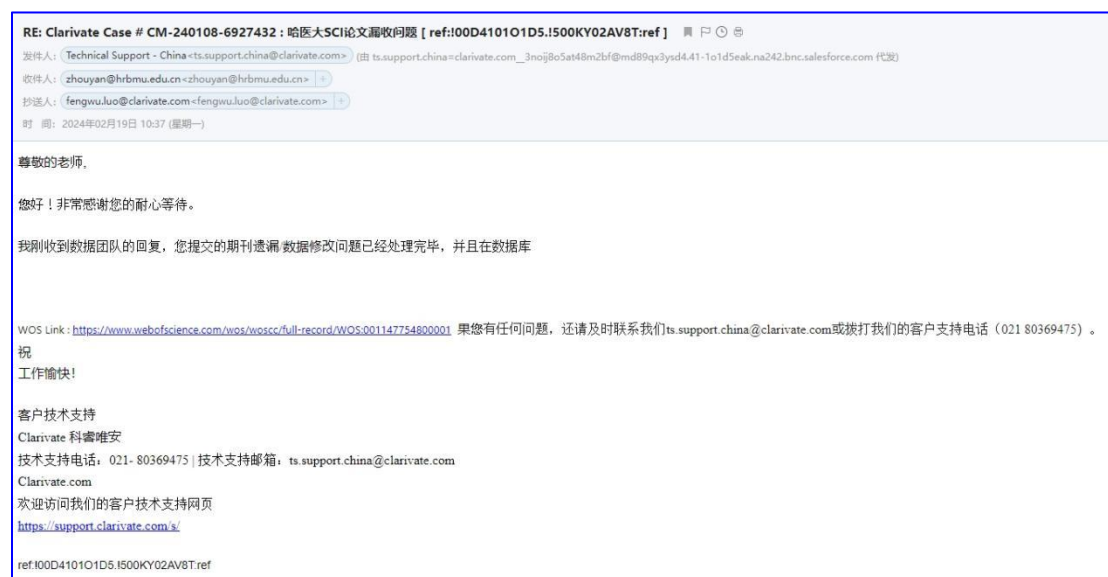 RE: Clarivate Case # CM-240108-6927432 : 哈医大SCI论文漏收问题 [ ref:!00D4101O1D5.!500KY02AV8T:ref ]
发件人： Technical Support - China<ts.support.china@clarivate.com> (由 ts.support.china=clarivate.com__3noij8o5at48m2bf@md89qx3ysd4.41-1o1d5eak.na242.bnc.salesforce.com 代发)
收件人： zhouyan@hrbmu.edu.cn<zhouyan@hrbmu.edu.cn> +
抄送人： fengwu.luo@clarivate.com<fengwu.luo@clarivate.com> +
时 间： 2024年02月19日 10:37 (星期一)
尊敬的老师,
您好！非常感谢您的耐心等待。
我刚收到数据团队的回复，您提交的期刊遗漏/数据修改问题已经处理完毕，并且在数据库
WOS Link : https://www.webofscience.com/wos/woscc/full-record/WOS:001147754800001 果您有任何问题，还请及时联系我们ts.support.china@clarivate.com或拨打我们的客户支持电话（021 80369475）。
祝
工作愉快！
客户技术支持
Clarivate 科睿唯安
技术支持电话：021- 80369475 | 技术支持邮箱：ts.support.china@clarivate.com
Clarivate.com
欢迎访问我们的客户技术支持网页
https://support.clarivate.com/s/
ref:!00D4101O1D5.!500KY02AV8T:ref